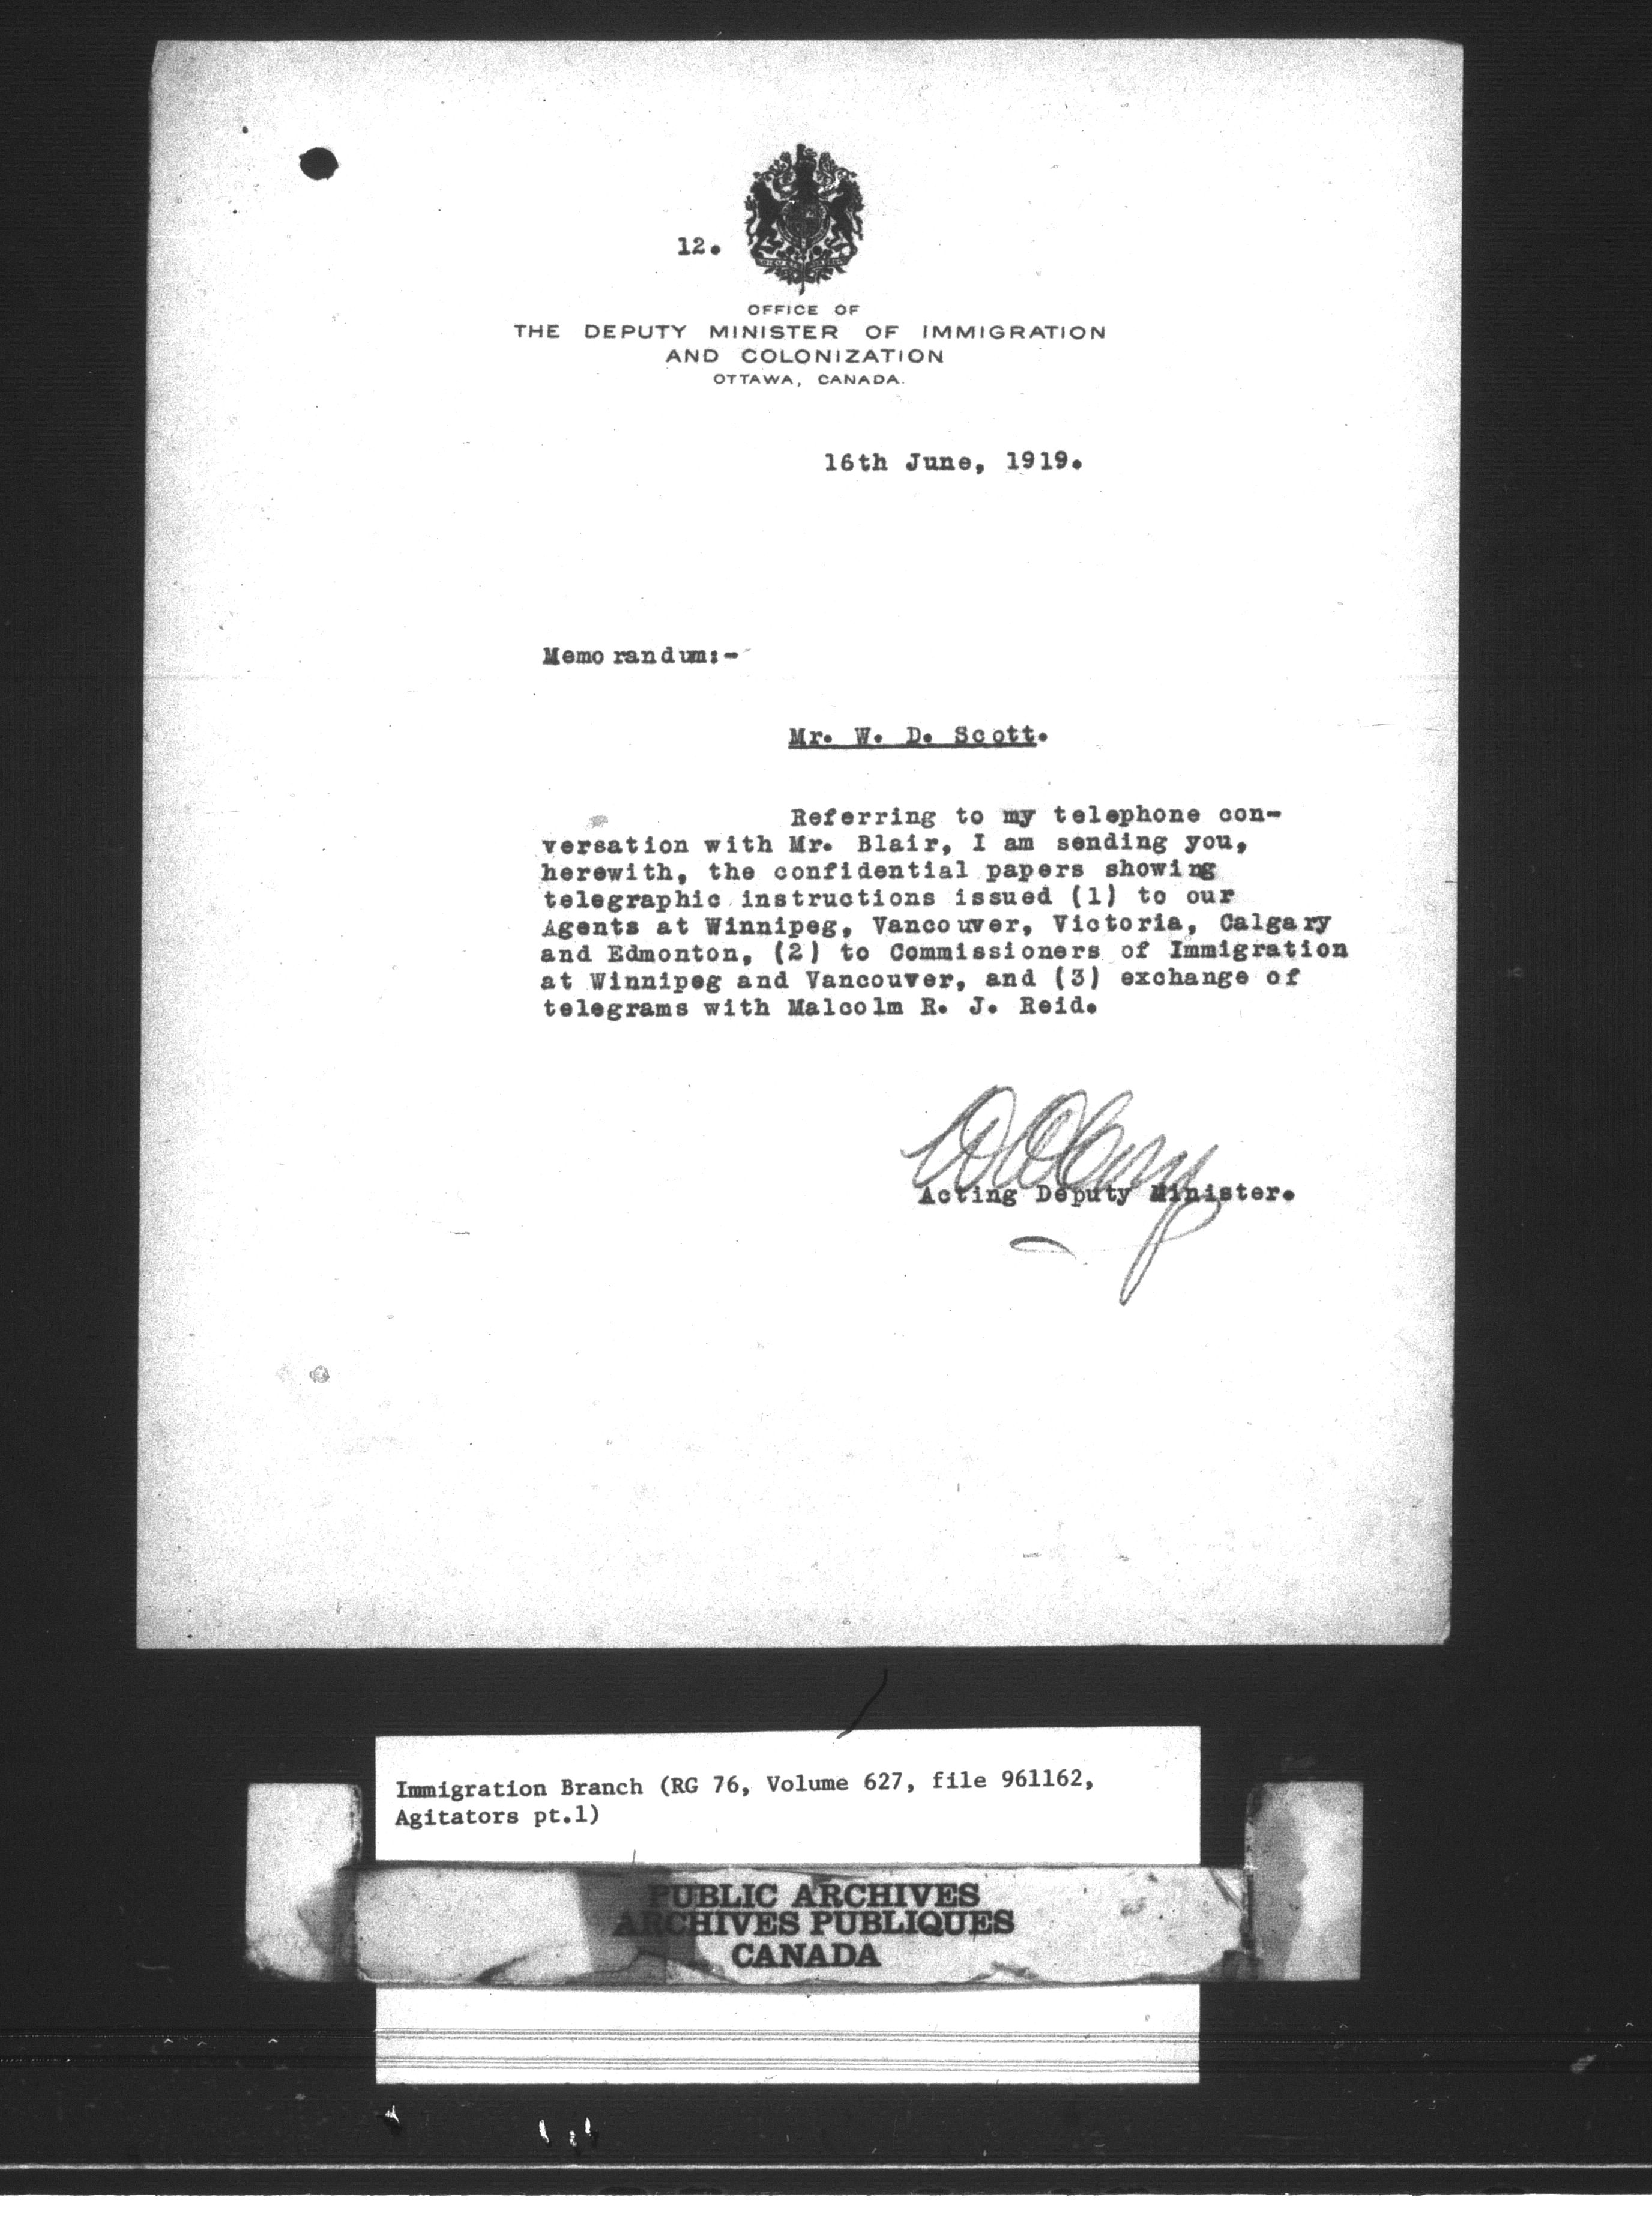 12.
OFFICE OF
THE DEPUTY MINISTER OF IMMIGRATION
AND COLONIZATION
OTTAWA, CANADA.
16th June, 1919.
Memorandum:-
Mr. W. D. Scott.
Referring to my telephone con-
versation with Mr. Blair, I am sending you,
herewith, the confidential papers showing
telegraphic instructions issued (1) to our
Agents at Winnipeg, Vancouver, Victoria, Calgary
and Edmonton, (2) to Commissioners of Immigration
at Winnipeg and Vancouver, and (3) exchange of
telegrams with Malcolm R. J. Reid.
Acting Deputy Minister.
Immigration Branch (RG 76, Volume 627, file 961162,
Agitators pt.1)
PUBLIC ARCHIVES
ARCHIVES PUBLIQUES
CANADA